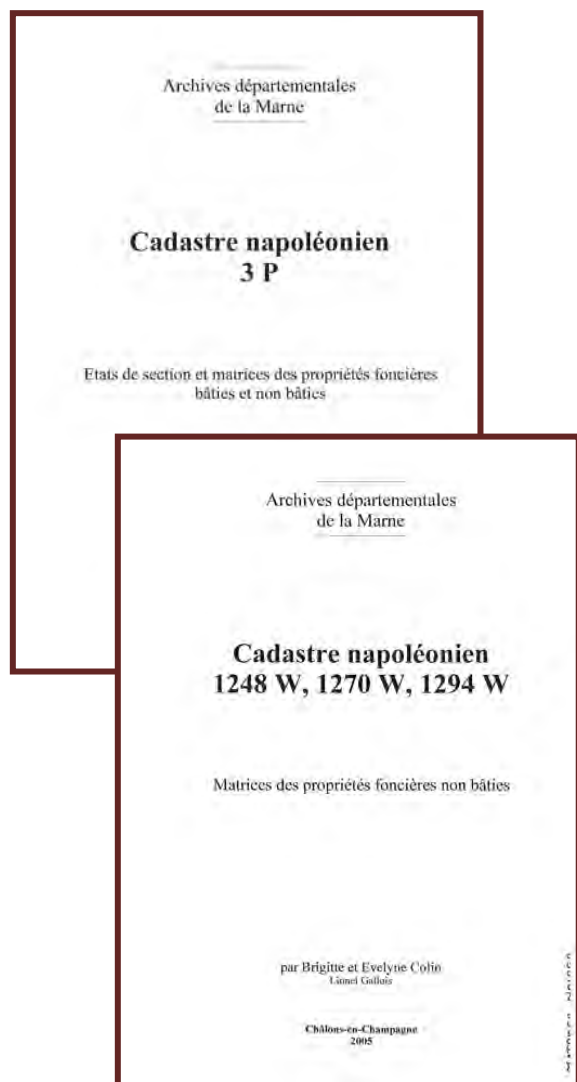 Archives départementales
de la Marne
Cadastre napoléonien
3 P
Etats de section et matrices des propriétés foncières
bâties et non bâties
Archives départementales
de la Marne
Cadastre napoléonien
1248 W, 1270 W, 1294 W
Matrices des propriétés foncières non bâties
par Brigitte et Evelyne Colin
Lionel Gallois
Châlons-en-Champagne
2005